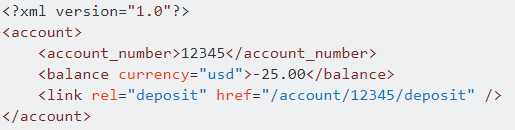 <?xml version="1.0"?>
<account>
    <account_number>12345</account_number>
    <balance currency="usd">-25.00</balance>
    <link rel="deposit" href="/account/12345/deposit" />
</account>